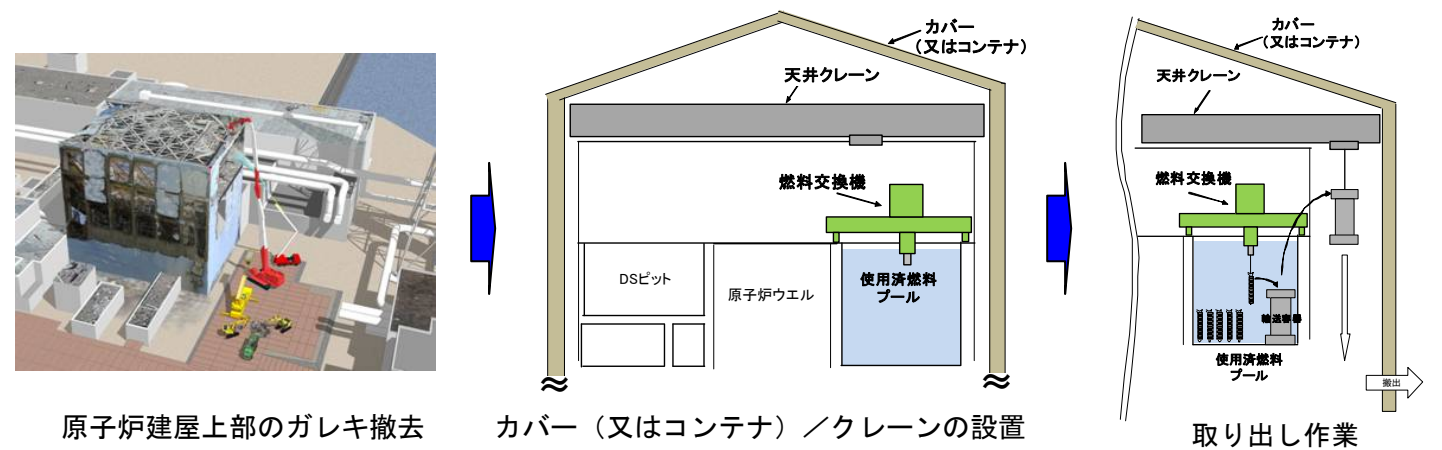 カバー
（又はコンテナ）
天井クレーン
燃料交換機
DSピット
原子炉ウエル
使用済燃料
プール
カバー
（又はコンテナ）
天井クレーン
燃料交換機
輸送容器
使用済燃料
プール
搬出
原子炉建屋上部のガレキ撤去
カバー（又はコンテナ）／クレーンの設置
取り出し作業